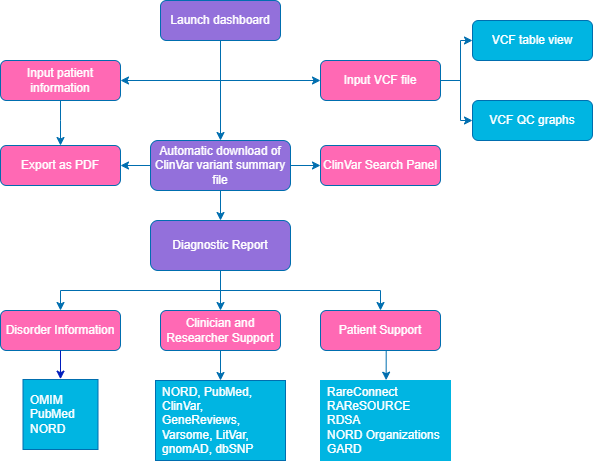 Launch dashboard
VCF table view
Input patient
information
Input VCF file
VCF QC graphs
Export as PDF
Automatic download of
ClinVar variant summary
file
ClinVar Search Panel
Diagnostic Report
Disorder Information
Clinician and
Researcher Support
Patient Support
OMIM
PubMed
NORD
NORD, PubMed,
ClinVar,
GeneReviews,
Varsome, LitVar,
gnomAD, dbSNP
RareConnect
RAReSOURCE
RDSA
NORD Organizations
GARD